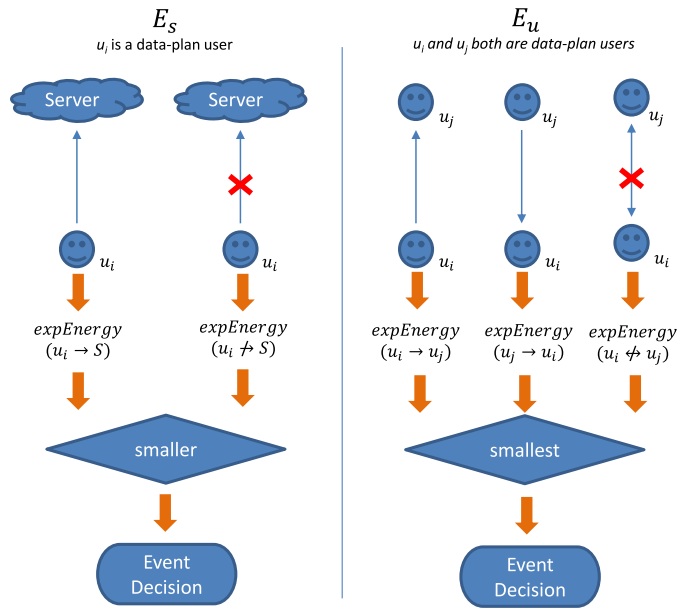 E_s
u_i is a data-plan user
Server
Server
u_i
u_i
expEnergy
(u_i → S)
expEnergy
(u_i ↛ S)
smaller
Event
Decision
E_u
u_i and u_j both are data-plan users
u_j
u_j
u_j
u_i
u_i
u_i
expEnergy
(u_i → u_j)
expEnergy
(u_j → u_i)
expEnergy
(u_i ↮ u_j)
smallest
Event
Decision